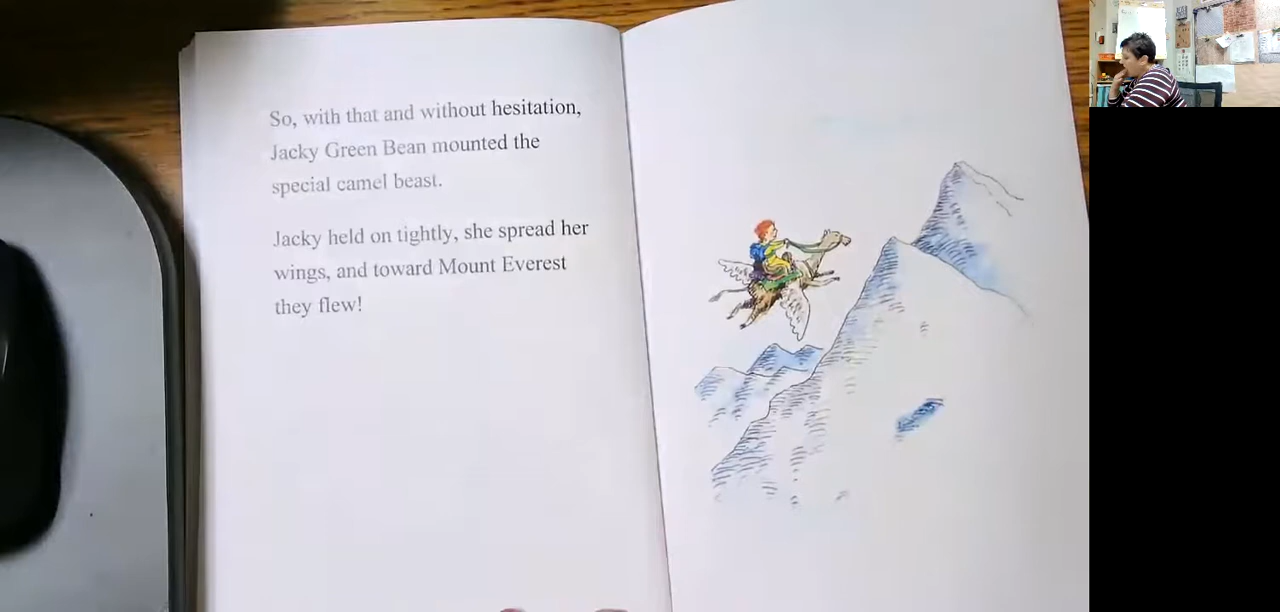 So, with that and without hesitation,
Jacky Green Bean mounted the
special camel beast.
Jacky held on tightly, she spread her
wings, and toward Mount Everest
they flew!